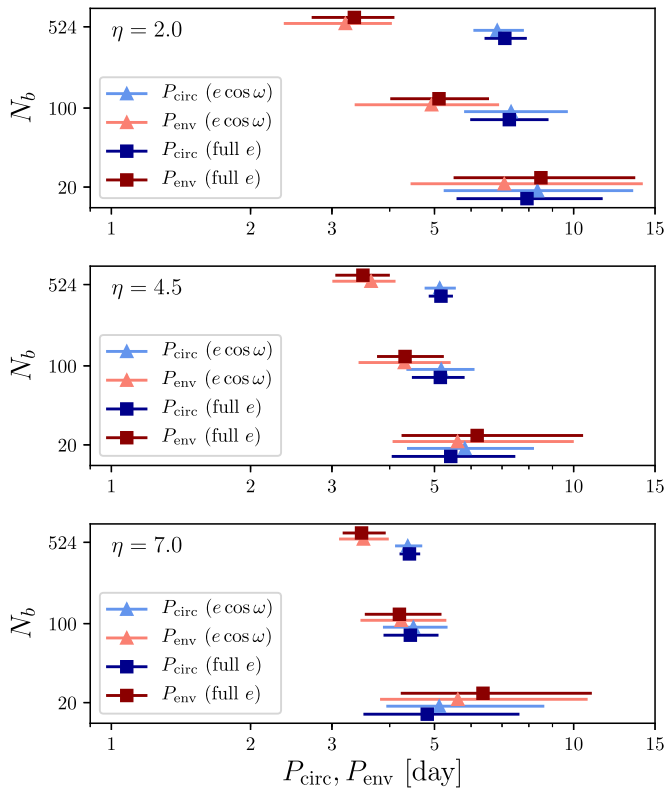 η = 2.0
N_b
524
100
20
P_circ (e cos ω)
P_env (e cos ω)
P_circ (full e)
P_env (full e)
1 2 3 5 10 15
η = 4.5
N_b
524
100
20
P_circ (e cos ω)
P_env (e cos ω)
P_circ (full e)
P_env (full e)
1 2 3 5 10 15
η = 7.0
N_b
524
100
20
P_circ (e cos ω)
P_env (e cos ω)
P_circ (full e)
P_env (full e)
1 2 3 5 10 15
P_circ, P_env [day]